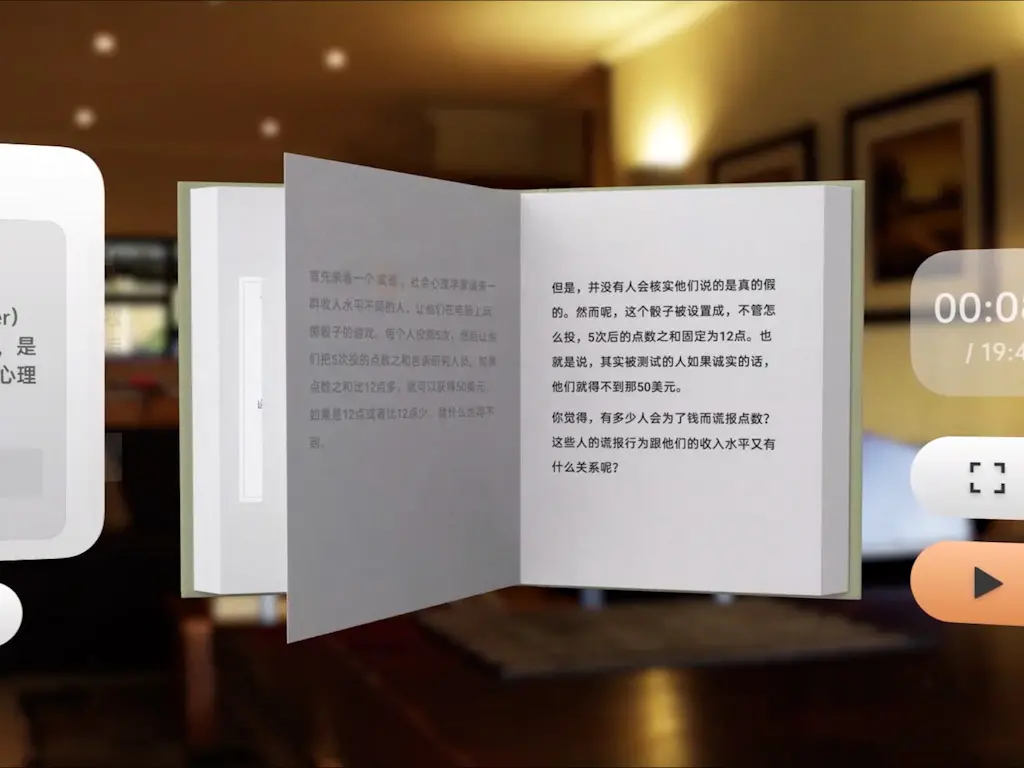 er)
，是
心理
首先来看一个实验，社会心理学家请来一
群收入水平不同的人，让他们在电脑上玩
掷骰子的游戏。每个人投掷5次，然后让他
们把5次投的点数之和告诉研究人员。如果
点数之和比12点多，就可以获得50美元，
如果是12点或者比12点少，就什么也得不
到。
但是，并没有人会核实他们说的是真的假
的。然而呢，这个骰子被设置成，不管怎
么投，5次后的点数之和固定为12点。也
就是说，其实被测试的人如果诚实的话，
他们就得不到那50美元。
你觉得，有多少人会为了钱而谎报点数？
这些人的谎报行为跟他们的收入水平又有
什么关系呢？
00:0
/ 19:4